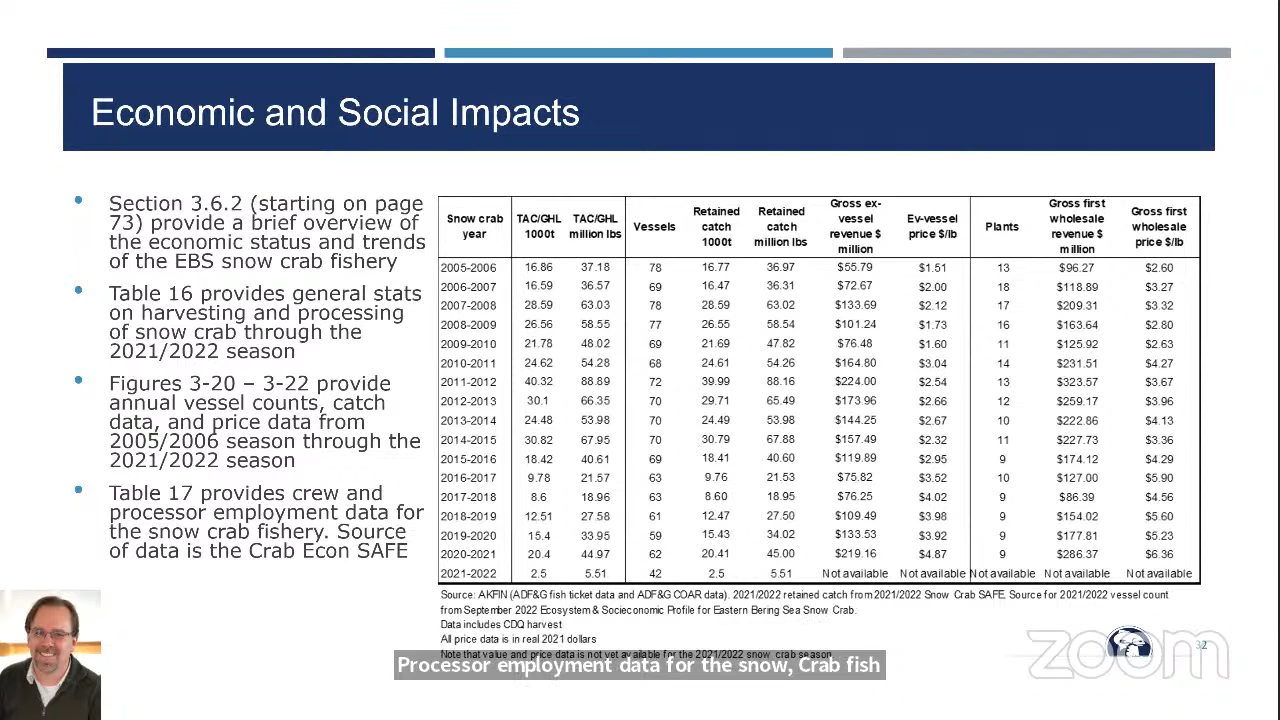 Economic and Social Impacts
Section 3.6.2 (starting on page
73) provide a brief overview of
the economic status and trends
of the EBS snow crab fishery
Table 16 provides general stats
on harvesting and processing
of snow crab through the
2021/2022 season
Figures 3-20 – 3-22 provide
annual vessel counts, catch
data, and price data from
2005/2006 season through the
2021/2022 season
Table 17 provides crew and
processor employment data for
the snow crab fishery. Source
of data is the Crab Econ SAFE
Snow crab year TAC/GHL 1000t TAC/GHL million lbs Vessels Retained catch 1000t Retained catch million lbs Gross ex-vessel revenue $ million Ev-vessel price $/lb Plants Gross first wholesale revenue $ million Gross first wholesale price $/lb
2005-2006 16.86 37.18 78 16.77 36.97 $55.79 $1.51 13 $96.27 $2.60
2006-2007 16.59 36.57 69 16.47 36.31 $72.67 $2.00 18 $118.89 $3.27
2007-2008 28.59 63.03 78 28.59 63.02 $133.69 $2.12 17 $209.31 $3.32
2008-2009 26.56 58.55 77 26.55 58.54 $101.24 $1.73 16 $163.64 $2.80
2009-2010 21.78 48.02 69 21.69 47.82 $76.48 $1.60 11 $125.92 $2.63
2010-2011 24.62 54.28 68 24.61 54.26 $164.80 $3.04 14 $231.51 $4.27
2011-2012 40.32 88.89 72 39.99 88.16 $224.00 $2.54 13 $323.57 $3.67
2012-2013 30.1 66.35 70 29.71 65.49 $173.96 $2.66 12 $259.17 $3.96
2013-2014 24.48 53.98 70 24.49 53.98 $144.25 $2.67 10 $222.86 $4.13
2014-2015 30.82 67.95 70 30.79 67.88 $157.49 $2.32 11 $227.73 $3.36
2015-2016 18.42 40.61 69 18.41 40.60 $119.89 $2.95 9 $174.12 $4.29
2016-2017 9.78 21.57 63 9.76 21.53 $75.82 $3.52 10 $127.00 $5.90
2017-2018 8.6 18.96 63 8.60 18.95 $76.25 $4.02 9 $86.39 $4.56
2018-2019 12.51 27.58 61 12.47 27.50 $109.49 $3.98 9 $154.02 $5.60
2019-2020 15.4 33.95 59 15.43 34.02 $133.53 $3.92 9 $177.81 $5.23
2020-2021 20.4 44.97 62 20.41 45.00 $219.16 $4.87 9 $286.37 $6.36
2021-2022 2.5 5.51 42 2.5 5.51 Not available Not available Not available Not available Not available
Source: AKFIN (ADF&G fish ticket data and ADF&G COAR data). 2021/2022 retained catch from 2021/2022 Snow Crab SAFE, Source for 2021/2022 vessel count
from September 2022 Ecosystem & Socieconomic Profile for Eastern Bering Sea Snow Crab.
Data includes CDQ harvest
All price data is in real 2021 dollars
Note that value and price data is not yet available for the 2021/2022 snow crab season
Processor employment data for the snow, Crab fish
32
zoom